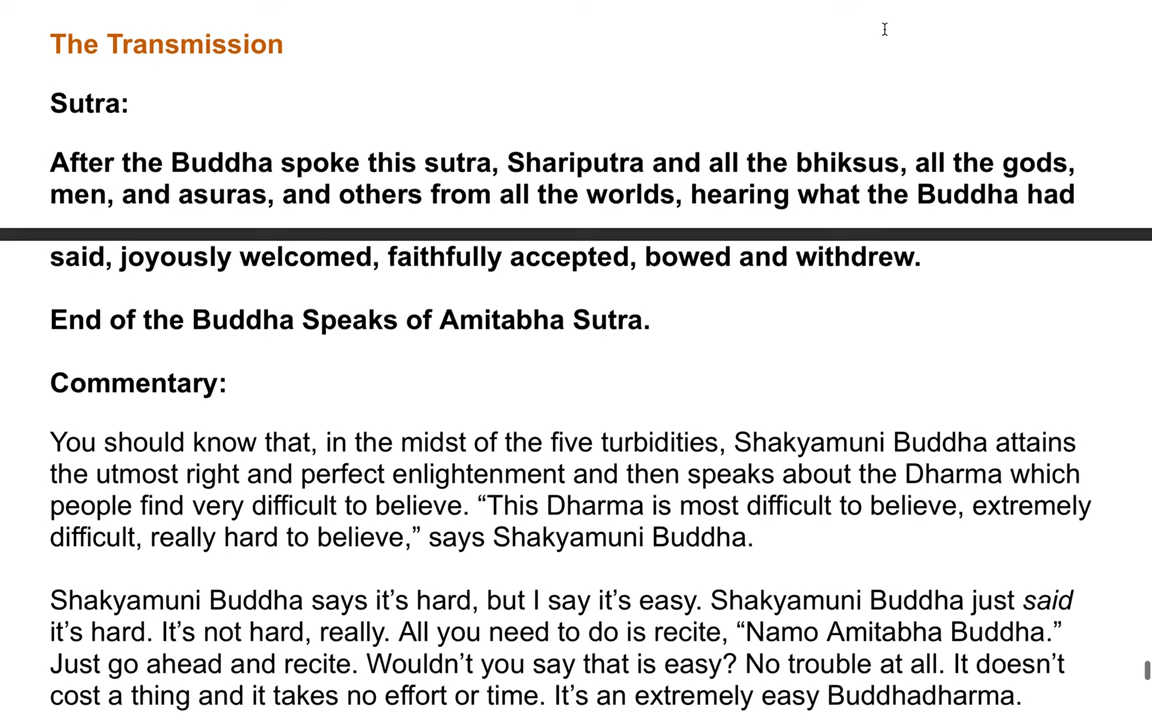 The Transmission
Sutra:
After the Buddha spoke this sutra, Shariputra and all the bhiksus, all the gods,
men, and asuras, and others from all the worlds, hearing what the Buddha had
said, joyously welcomed, faithfully accepted, bowed and withdrew.
End of the Buddha Speaks of Amitabha Sutra.
Commentary:
You should know that, in the midst of the five turbidities, Shakyamuni Buddha attains
the utmost right and perfect enlightenment and then speaks about the Dharma which
people find very difficult to believe. “This Dharma is most difficult to believe, extremely
difficult, really hard to believe,” says Shakyamuni Buddha.
Shakyamuni Buddha says it’s hard, but I say it’s easy. Shakyamuni Buddha just said
it’s hard. It’s not hard, really. All you need to do is recite, “Namo Amitabha Buddha.”
Just go ahead and recite. Wouldn’t you say that is easy? No trouble at all. It doesn’t
cost a thing and it takes no effort or time. It’s an extremely easy Buddhadharma.